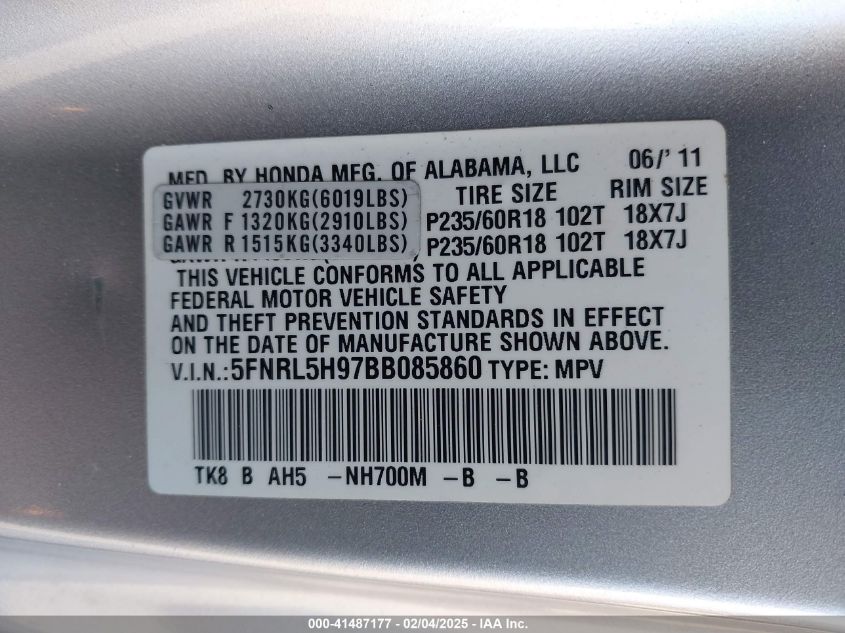 MFD. BY HONDA MFG. OF ALABAMA, LLC 06/'11
GVWR 2730KG(6019LBS) TIRE SIZE RIM SIZE
GAWR F 1320KG(2910LBS) P235/60R18 102T 18X7J
GAWR R 1515KG(3340LBS) P235/60R18 102T 18X7J
THIS VEHICLE CONFORMS TO ALL APPLICABLE
FEDERAL MOTOR VEHICLE SAFETY
AND THEFT PREVENTION STANDARDS IN EFFECT
ON THE DATE OF MANUFACTURE SHOWN ABOVE.
V.I.N.:5FNRL5H97BB085860 TYPE: MPV
TK8 B AH5 -NH700M -B -B
000-41487177 - 02/04/2025 - IAA Inc.